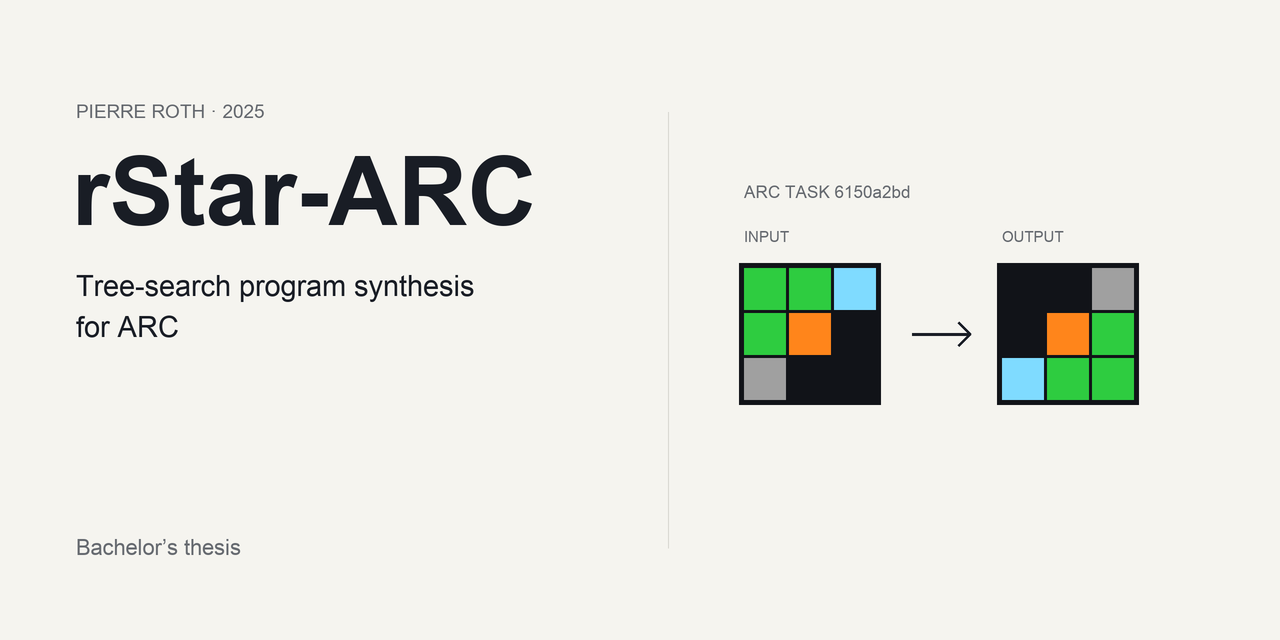 PIERRE ROTH · 2025
rStar-ARC
Tree-search program synthesis
for ARC
Bachelor’s thesis
ARC TASK 6150a2bd
INPUT
OUTPUT